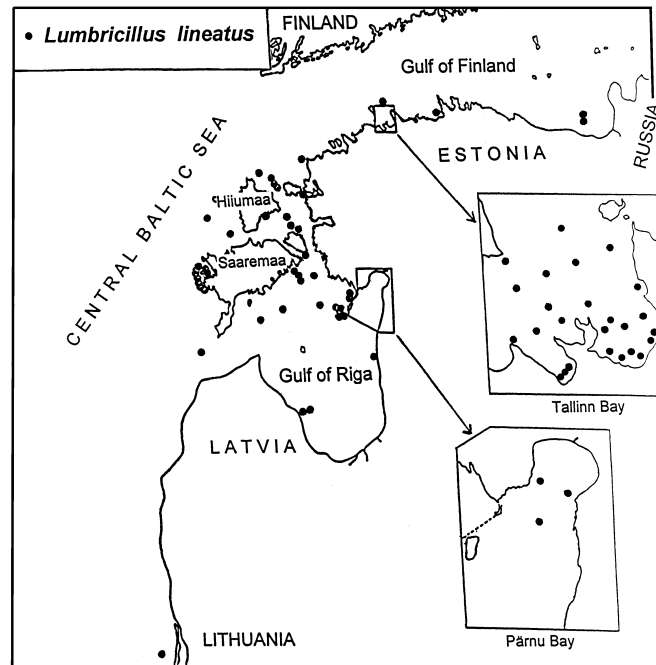 • Lumbricillus lineatus
FINLAND
Gulf of Finland
RUSSIA
ESTONIA
CENTRAL BALTIC SEA
Hiiumaa
Saaremaa
Tallinn Bay
Gulf of Riga
LATVIA
Pärnu Bay
LITHUANIA